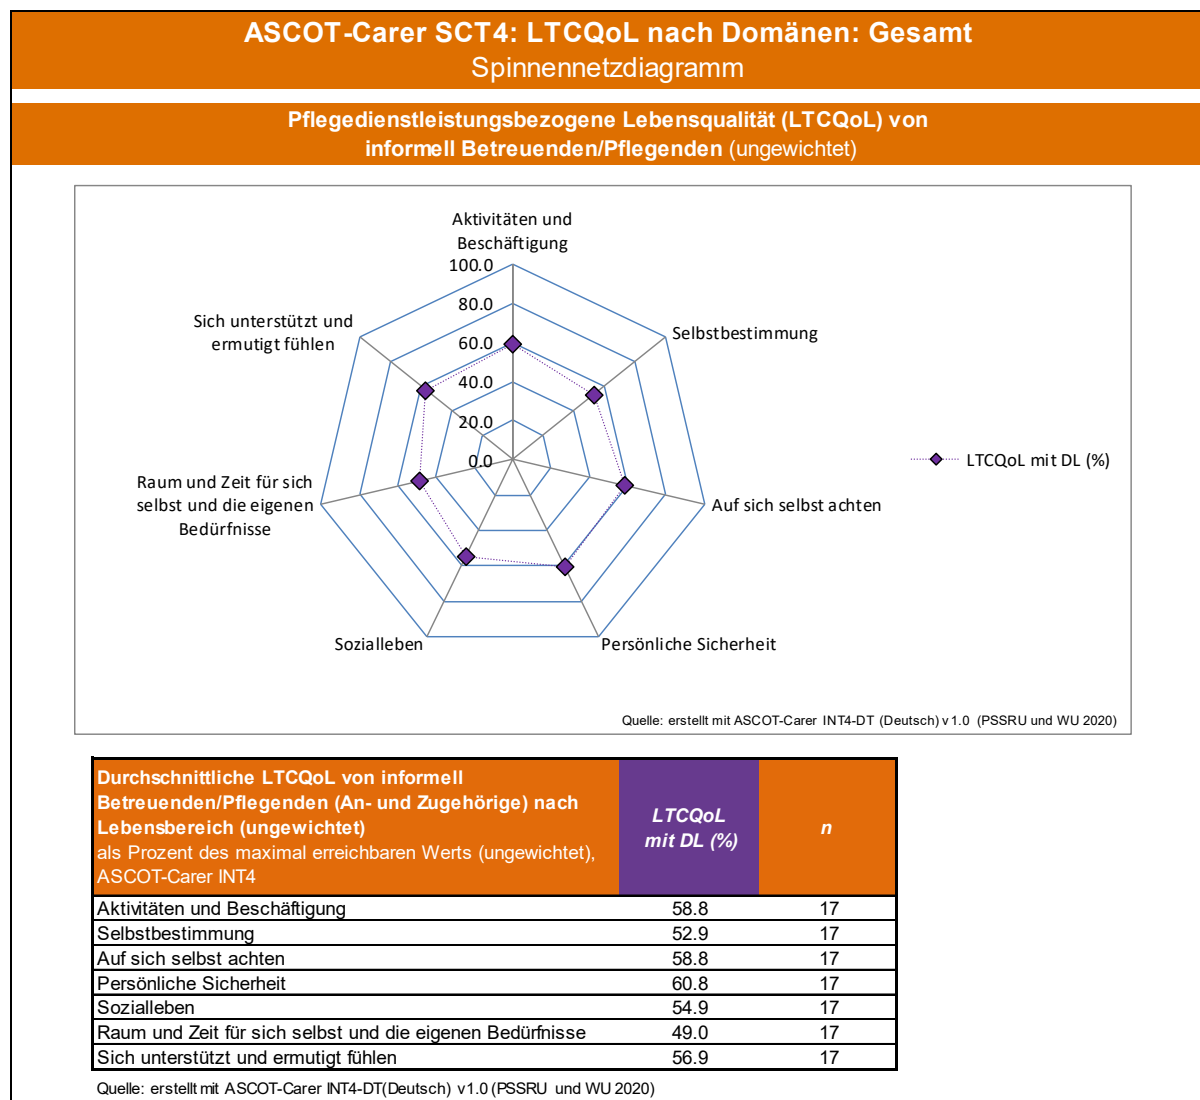 ASCOT-Carer SCT4: LTCQoL nach Domänen: Gesamt
Spinnennetzdiagramm
Pflegedienstleistungsbezogene Lebensqualität (LTCQoL) von
informell Betreuenden/Pflegenden (ungewichtet)
Aktivitäten und
Beschäftigung
100.0
80.0
60.0
40.0
20.0
0.0
Selbstbestimmung
Auf sich selbst achten
Persönliche Sicherheit
Sozialleben
Raum und Zeit für sich
selbst und die eigenen
Bedürfnisse
Sich unterstützt und
ermutigt fühlen
LTCQoL mit DL (%)
Quelle: erstellt mit ASCOT-Carer INT4-DT (Deutsch) v1.0 (PSSRU und WU 2020)
Durchschnittliche LTCQoL von informell
Betreuenden/Pflegenden (An- und Zugehörige) nach
Lebensbereich (ungewichtet)
als Prozent des maximal erreichbaren Werts (ungewichtet),
ASCOT-Carer INT4
LTCQoL
mit DL (%)
n
Aktivitäten und Beschäftigung 58.8 17
Selbstbestimmung 52.9 17
Auf sich selbst achten 58.8 17
Persönliche Sicherheit 60.8 17
Sozialleben 54.9 17
Raum und Zeit für sich selbst und die eigenen Bedürfnisse 49.0 17
Sich unterstützt und ermutigt fühlen 56.9 17
Quelle: erstellt mit ASCOT-Carer INT4-DT(Deutsch) v1.0 (PSSRU und WU 2020)